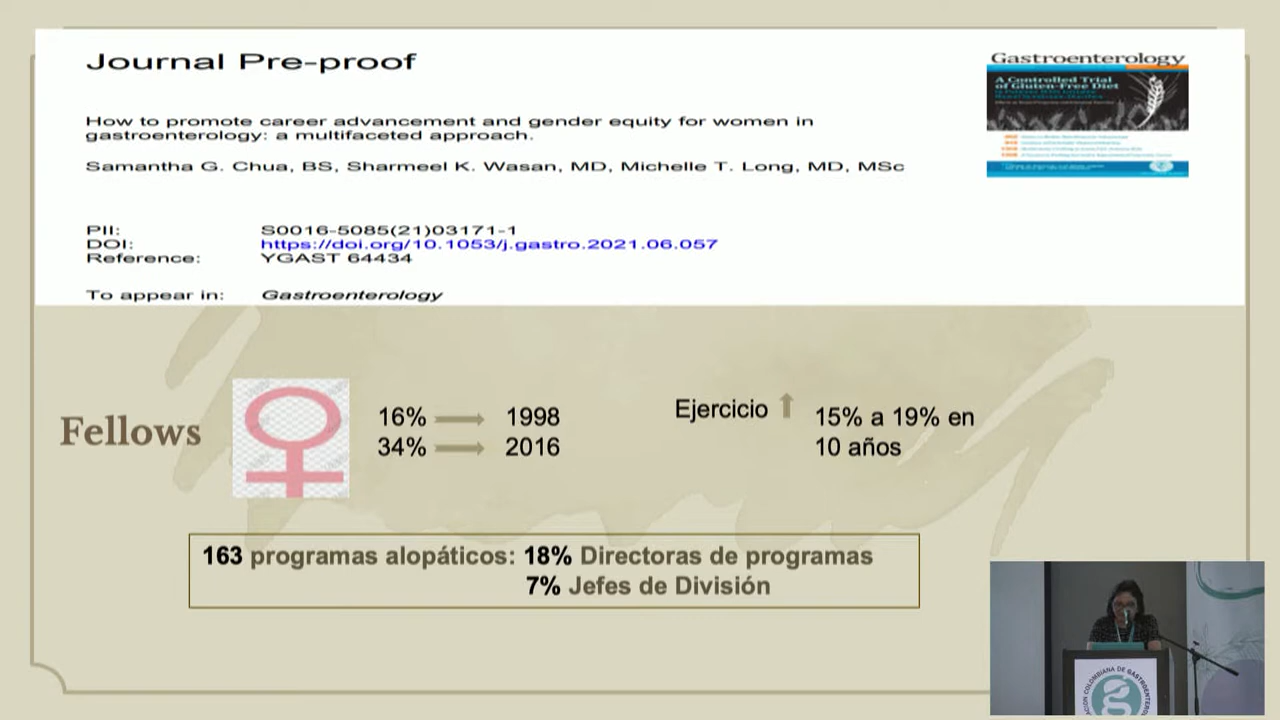 Journal Pre-proof
Gastroenterology
A Controlled Trial
of Gluten-Free Diet
How to promote career advancement and gender equity for women in
gastroenterology: a multifaceted approach.
Samantha G. Chua, BS, Sharmeel K. Wasan, MD, Michelle T. Long, MD, MSc
PII: S0016-5085(21)03171-1
DOI: https://doi.org/10.1053/j.gastro.2021.06.057
Reference: YGAST 64434
To appear in: Gastroenterology
Fellows
16% 1998
34% 2016
Ejercicio 15% a 19% en
10 años
163 programas alopáticos: 18% Directoras de programas
7% Jefes de División
COLOMBIANA DE GASTROENTEROL